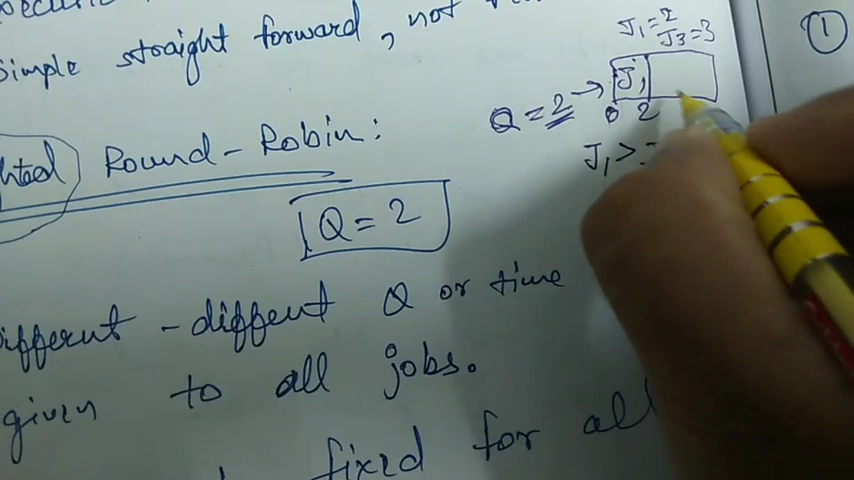 simple straight forward, not
J1=2
J3=3
Q=2 → J1
0 2
J1>
①
Round-Robin:
Q=2
different-different Q or time
given to all jobs.
fixed for all